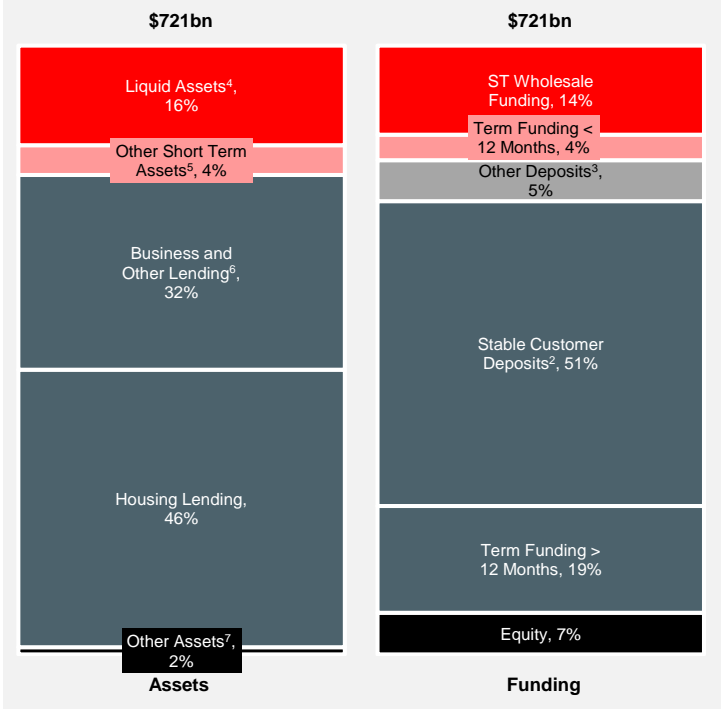 $721bn
Liquid Assets⁴,
16%
Other Short Term
Assets⁵, 4%
Business and
Other Lending⁶,
32%
Housing Lending,
46%
Other Assets⁷,
2%
Assets
$721bn
ST Wholesale
Funding, 14%
Term Funding <
12 Months, 4%
Other Deposits³,
5%
Stable Customer
Deposits², 51%
Term Funding >
12 Months, 19%
Equity, 7%
Funding